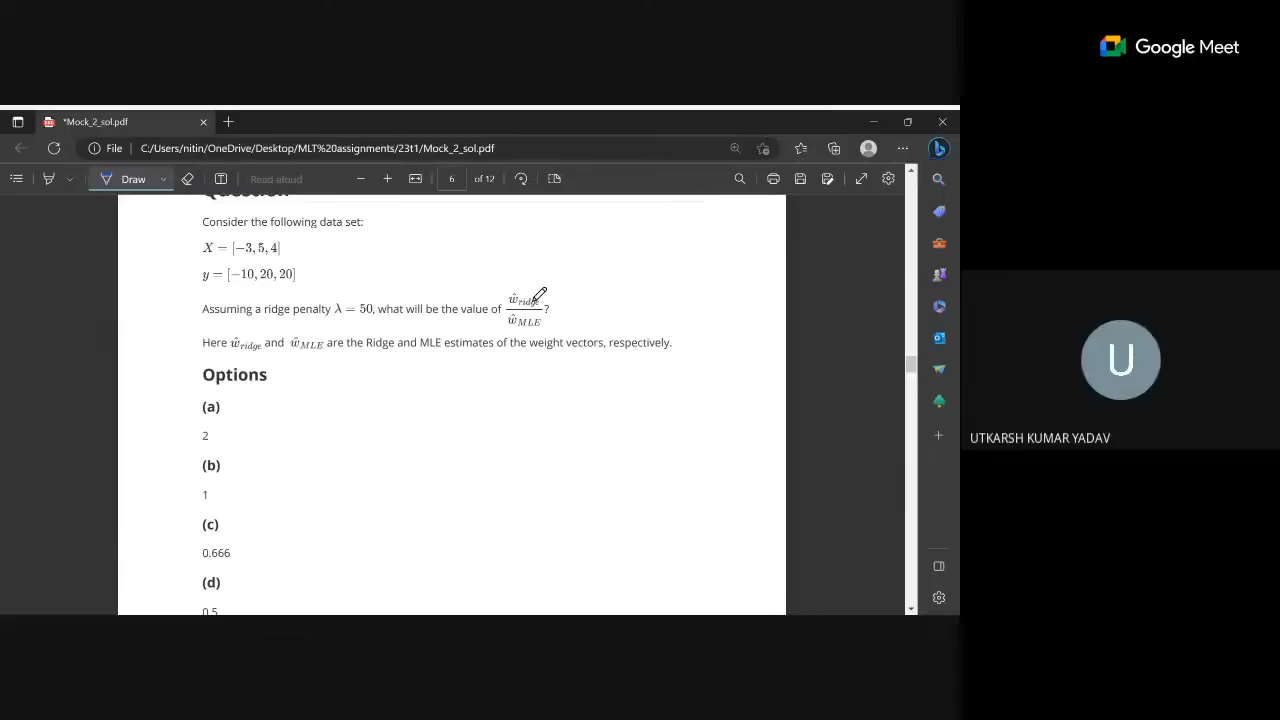 Google Meet
*Mock_2_sol.pdf
File
C:/Users/nitin/OneDrive/Desktop/MLT%20assignments/23t1/Mock_2_sol.pdf
Draw
Read aloud
6
of 12
Question
Consider the following data set:
X = [−3, 5, 4]
y = [−10, 20, 20]
Assuming a ridge penalty λ = 50, what will be the value of ŵ_ridge / ŵ_MLE ?
Here ŵ_ridge and ŵ_MLE are the Ridge and MLE estimates of the weight vectors, respectively.
Options
(a)
2
(b)
1
(c)
0.666
(d)
0.5
U
UTKARSH KUMAR YADAV